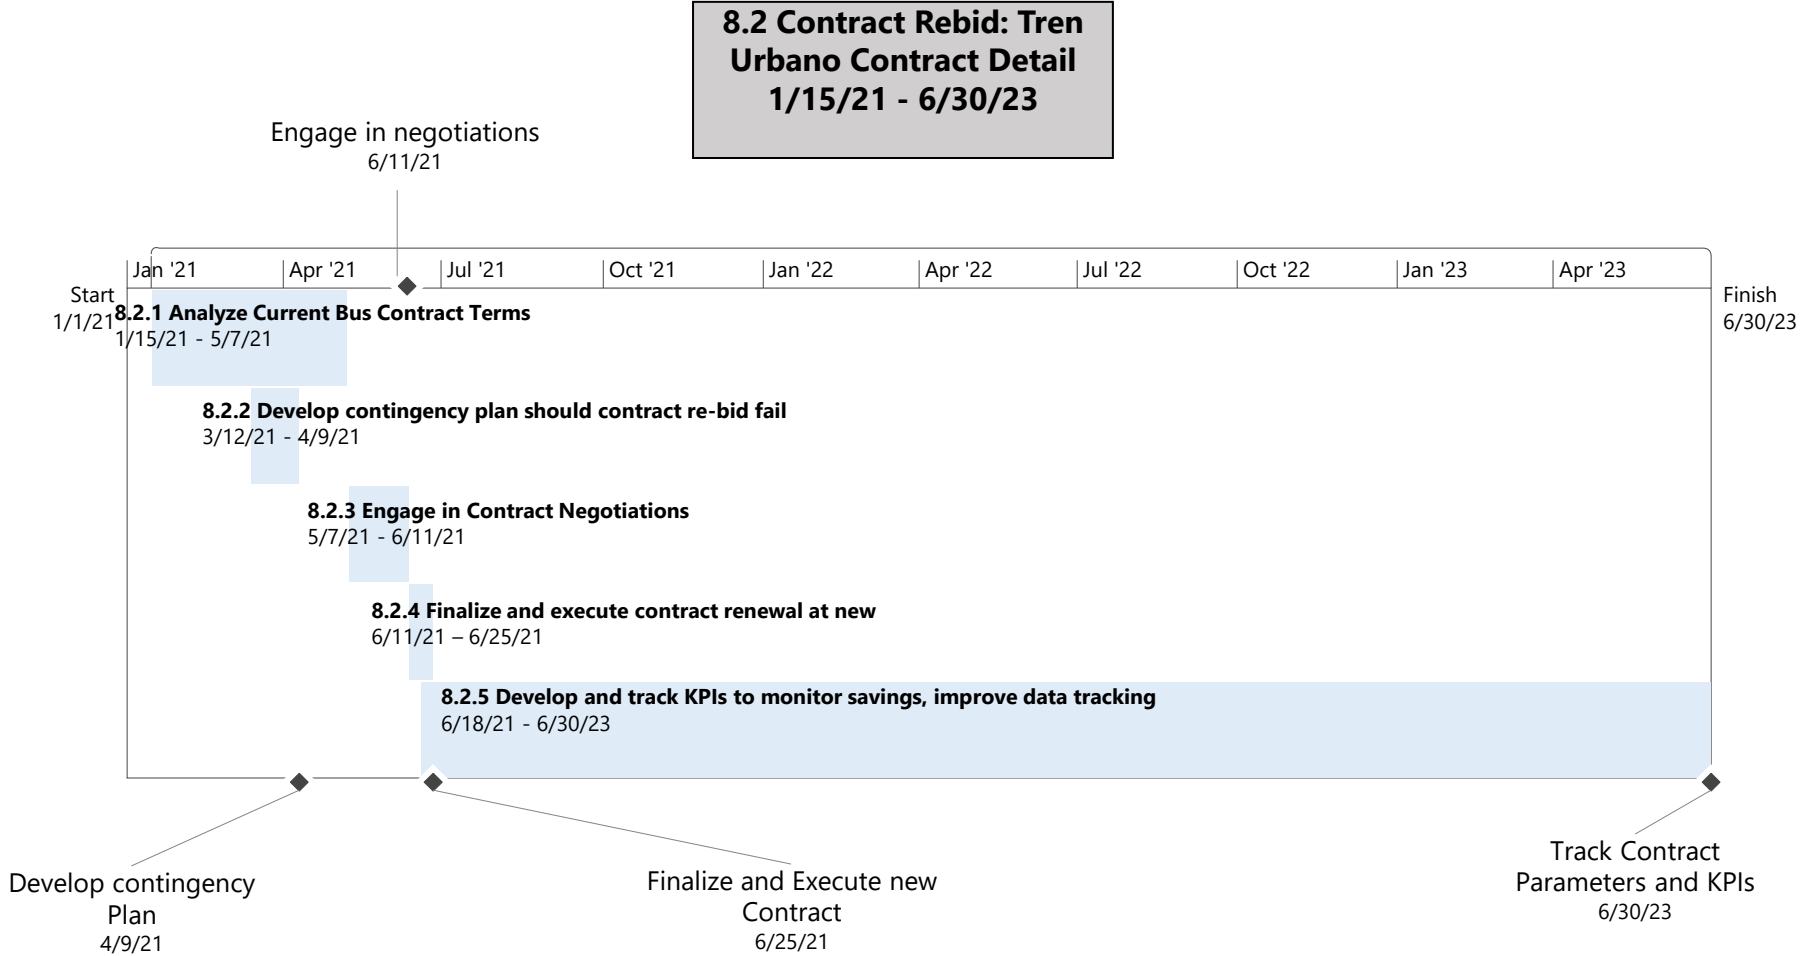 8.2 Contract Rebid: Tren
Urbano Contract Detail
1/15/21 - 6/30/23
Engage in negotiations
6/11/21
Jan '21
Apr '21
Jul '21
Oct '21
Jan '22
Apr '22
Jul '22
Oct '22
Jan '23
Apr '23
Start
1/1/21
Finish
6/30/23
8.2.1 Analyze Current Bus Contract Terms
1/15/21 - 5/7/21
8.2.2 Develop contingency plan should contract re-bid fail
3/12/21 - 4/9/21
8.2.3 Engage in Contract Negotiations
5/7/21 - 6/11/21
8.2.4 Finalize and execute contract renewal at new
6/11/21 – 6/25/21
8.2.5 Develop and track KPIs to monitor savings, improve data tracking
6/18/21 - 6/30/23
Develop contingency
Plan
4/9/21
Finalize and Execute new
Contract
6/25/21
Track Contract
Parameters and KPIs
6/30/23